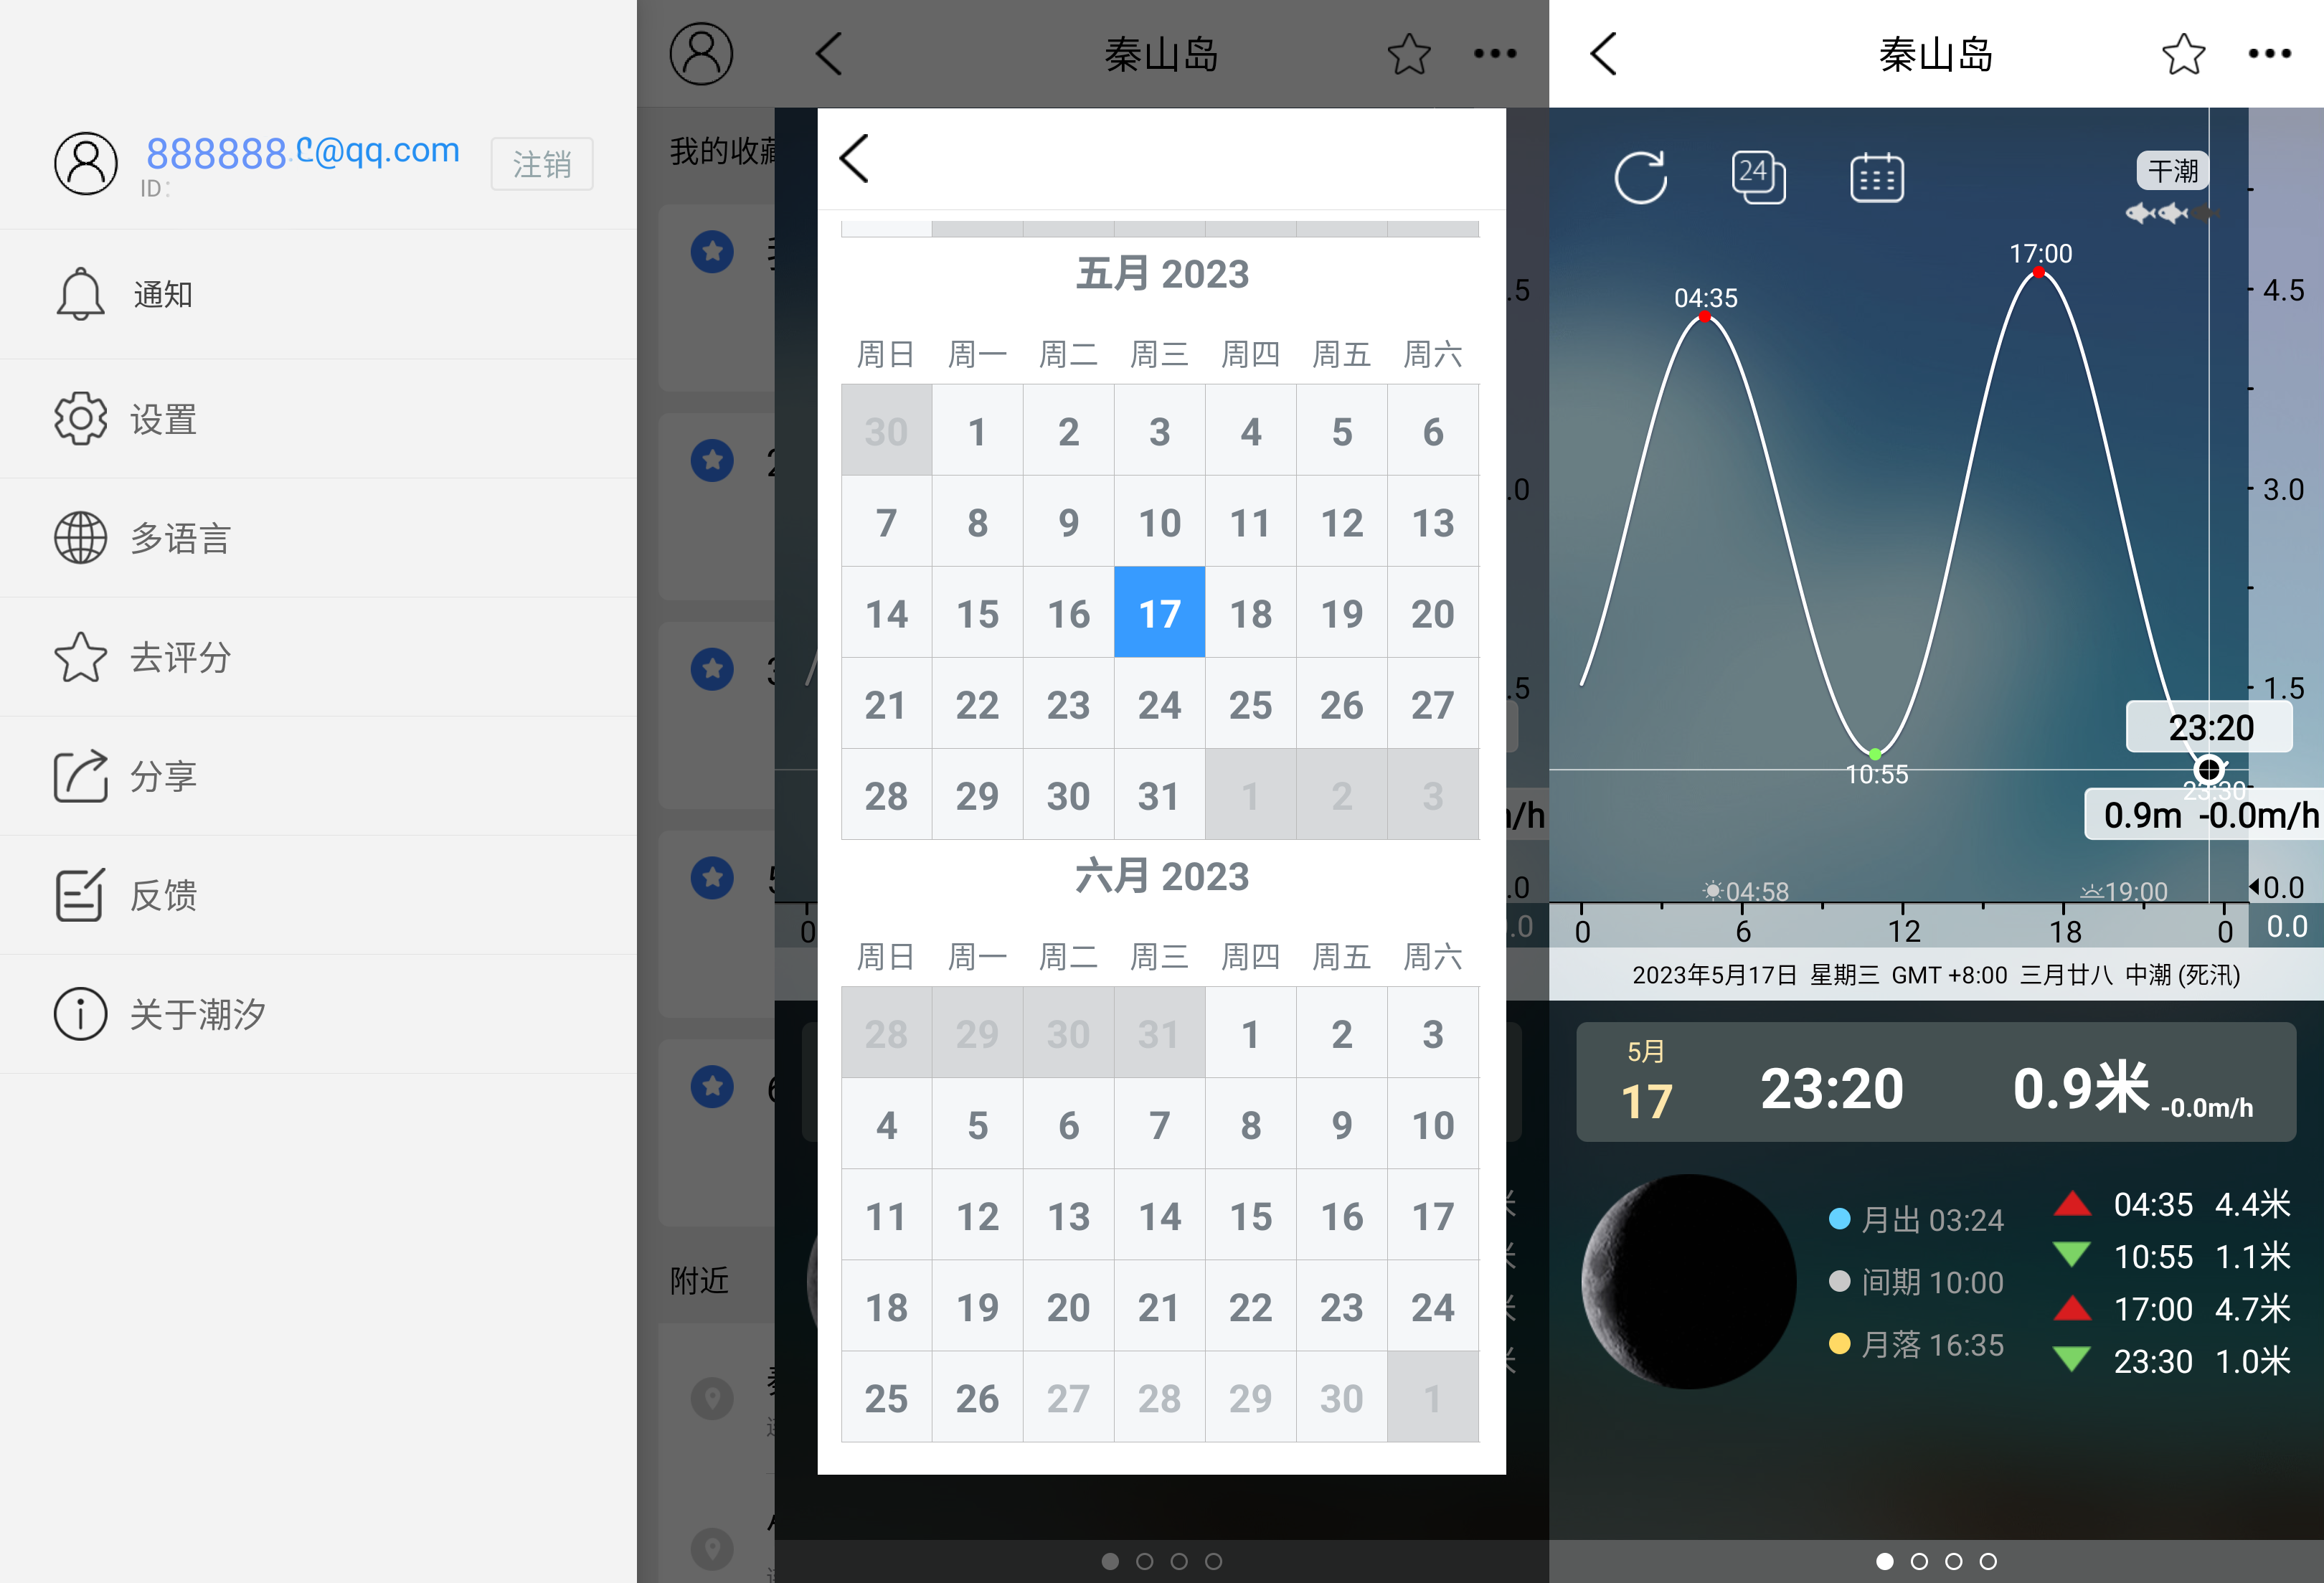 888888
@qq.com
注销
ID:
通知
设置
多语言
去评分
分享
反馈
关于潮汐
我的收藏
附近
秦山岛
五月 2023
周日 周一 周二 周三 周四 周五 周六
30 1 2 3 4 5 6
7 8 9 10 11 12 13
14 15 16 17 18 19 20
21 22 23 24 25 26 27
28 29 30 31 1 2 3
六月 2023
周日 周一 周二 周三 周四 周五 周六
28 29 30 31 1 2 3
4 5 6 7 8 9 10
11 12 13 14 15 16 17
18 19 20 21 22 23 24
25 26 27 28 29 30 1
.5
.0
.5
/h
.0
.0
0
秦山岛
24
干潮
17:00
4.5
04:35
3.0
1.5
23:20
10:55
23:30
0.9m -0.0m/h
04:58
19:00
0.0
0 6 12 18 0
0.0
2023年5月17日 星期三 GMT +8:00 三月廿八 中潮 (死汛)
5月
17
23:20
0.9米 -0.0m/h
月出 03:24
间期 10:00
月落 16:35
04:35 4.4米
10:55 1.1米
17:00 4.7米
23:30 1.0米